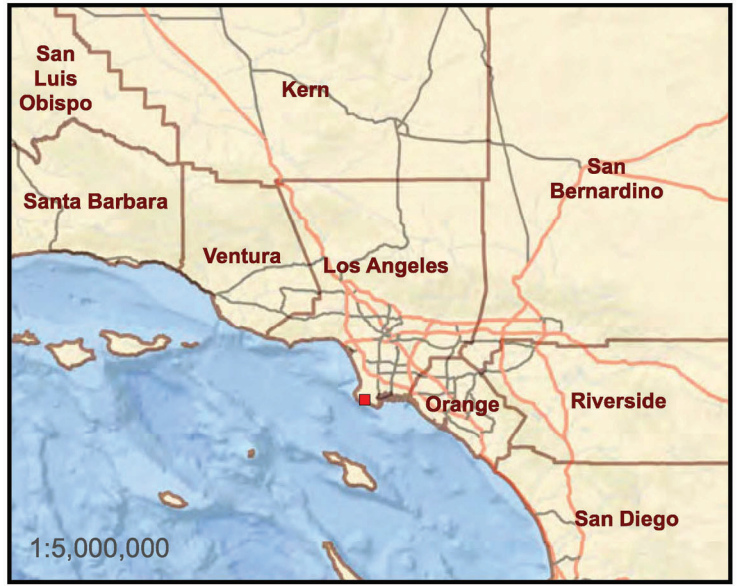 San
Luis
Obispo
Kern
San
Bernardino
Santa Barbara
Ventura
Los Angeles
Orange
Riverside
San Diego
1:5,000,000